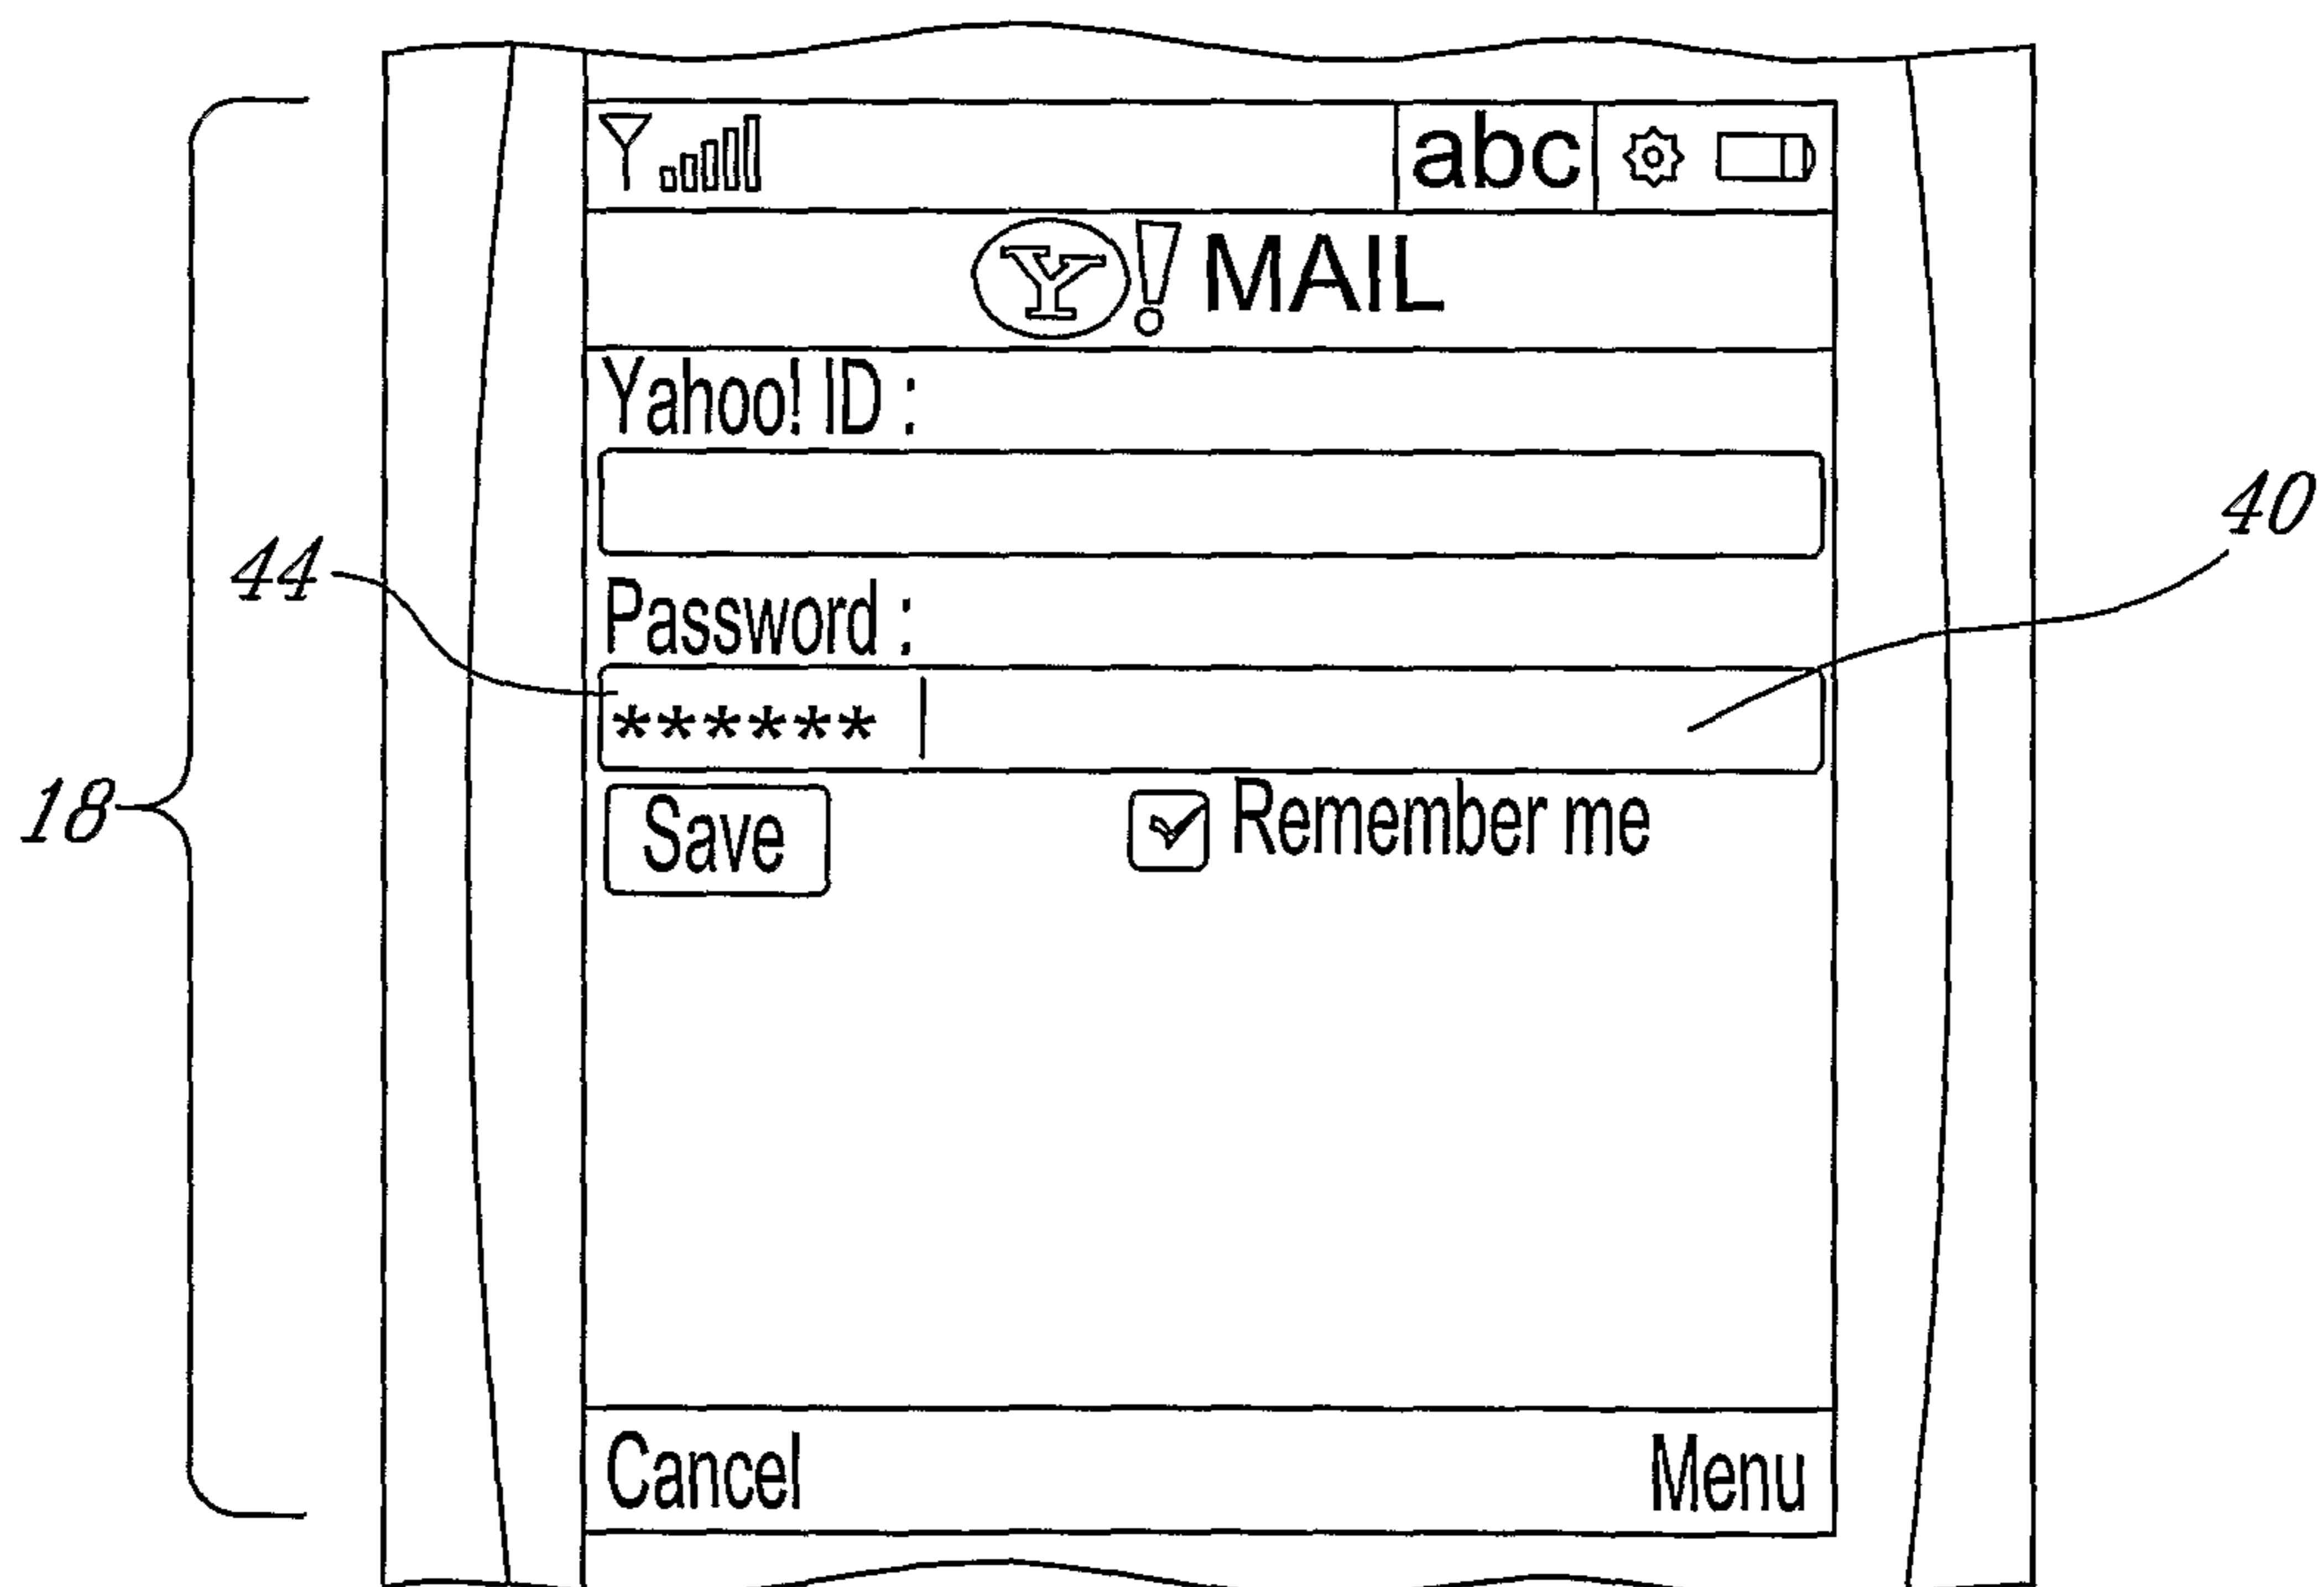 abc
Y! MAIL
Yahoo! ID :
40
44
Password :
******
18
Save Remember me
Cancel Menu